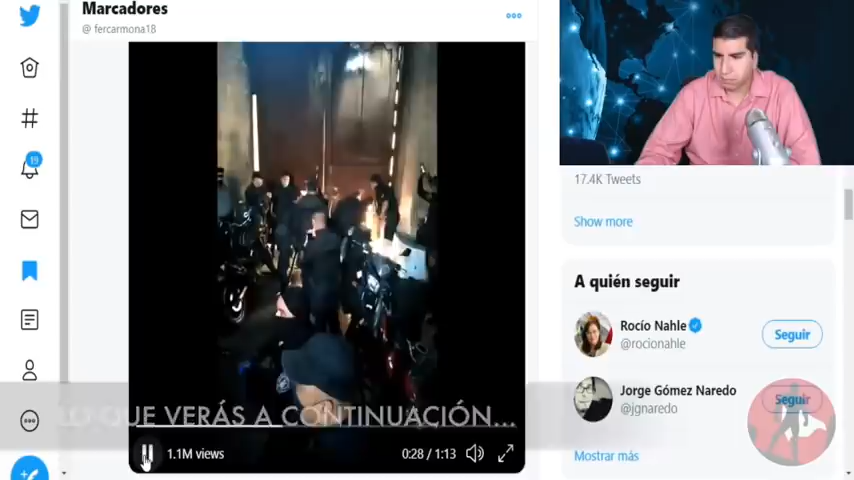 Marcadores
@ fercarmona18
19
17.4K Tweets
Show more
A quién seguir
Rocío Nahle
@rocionahle
Seguir
Jorge Gómez Naredo
@jgnaredo
Seguir
Mostrar más
LO QUE VERÁS A CONTINUACIÓN...
1.1M views
0:28 / 1:13